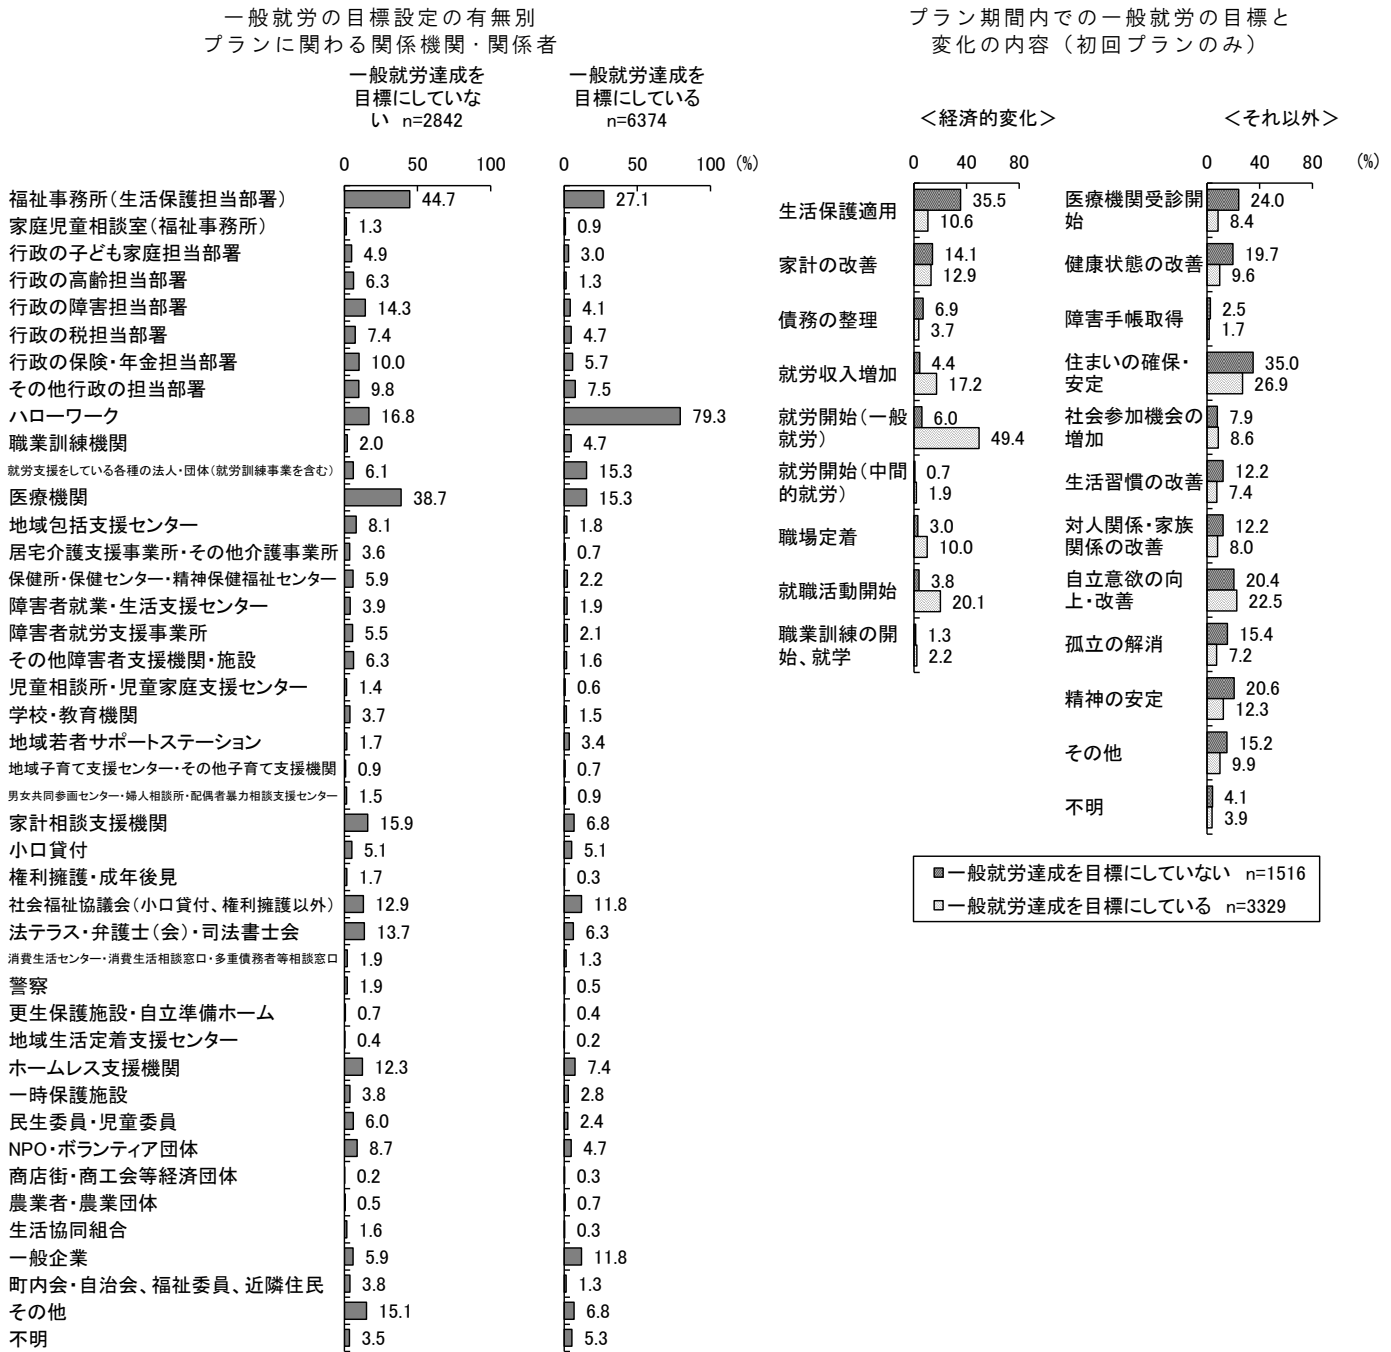 一般就労の目標設定の有無別
プランに関わる関係機関・関係者
一般就労達成を
目標にしていな
い n=2842
一般就労達成を
目標にしている
n=6374
0 50 100
0 50 100 (%)
福祉事務所(生活保護担当部署) 44.7 27.1
家庭児童相談室(福祉事務所) 1.3 0.9
行政の子ども家庭担当部署 4.9 3.0
行政の高齢担当部署 6.3 1.3
行政の障害担当部署 14.3 4.1
行政の税担当部署 7.4 4.7
行政の保険・年金担当部署 10.0 5.7
その他行政の担当部署 9.8 7.5
ハローワーク 16.8 79.3
職業訓練機関 2.0 4.7
就労支援をしている各種の法人・団体(就労訓練事業を含む) 6.1 15.3
医療機関 38.7 15.3
地域包括支援センター 8.1 1.8
居宅介護支援事業所・その他介護事業所 3.6 0.7
保健所・保健センター・精神保健福祉センター 5.9 2.2
障害者就業・生活支援センター 3.9 1.9
障害者就労支援事業所 5.5 2.1
その他障害者支援機関・施設 6.3 1.6
児童相談所・児童家庭支援センター 1.4 0.6
学校・教育機関 3.7 1.5
地域若者サポートステーション 1.7 3.4
地域子育て支援センター・その他子育て支援機関 0.9 0.7
男女共同参画センター・婦人相談所・配偶者暴力相談支援センター 1.5 0.9
家計相談支援機関 15.9 6.8
小口貸付 5.1 5.1
権利擁護・成年後見 1.7 0.3
社会福祉協議会(小口貸付、権利擁護以外) 12.9 11.8
法テラス・弁護士(会)・司法書士会 13.7 6.3
消費生活センター・消費生活相談窓口・多重債務者等相談窓口 1.9 1.3
警察 1.9 0.5
更生保護施設・自立準備ホーム 0.7 0.4
地域生活定着支援センター 0.4 0.2
ホームレス支援機関 12.3 7.4
一時保護施設 3.8 2.8
民生委員・児童委員 6.0 2.4
NPO・ボランティア団体 8.7 4.7
商店街・商工会等経済団体 0.2 0.3
農業者・農業団体 0.5 0.7
生活協同組合 1.6 0.3
一般企業 5.9 11.8
町内会・自治会、福祉委員、近隣住民 3.8 1.3
その他 15.1 6.8
不明 3.5 5.3
プラン期間内での一般就労の目標と
変化の内容(初回プランのみ)
<経済的変化>
0 40 80
生活保護適用 35.5
10.6
家計の改善 14.1
12.9
債務の整理 6.9
3.7
就労収入増加 4.4
17.2
就労開始(一般 6.0
就労) 49.4
就労開始(中間 0.7
的就労) 1.9
職場定着 3.0
10.0
就職活動開始 3.8
20.1
職業訓練の開 1.3
始、就学 2.2
<それ以外>
0 40 80 (%)
医療機関受診開 24.0
始 8.4
健康状態の改善 19.7
9.6
障害手帳取得 2.5
1.7
住まいの確保・ 35.0
安定 26.9
社会参加機会の 7.9
増加 8.6
生活習慣の改善 12.2
7.4
対人関係・家族 12.2
関係の改善 8.0
自立意欲の向 20.4
上・改善 22.5
孤立の解消 15.4
7.2
精神の安定 20.6
12.3
その他 15.2
9.9
不明 4.1
3.9
一般就労達成を目標にしていない n=1516
一般就労達成を目標にしている n=3329